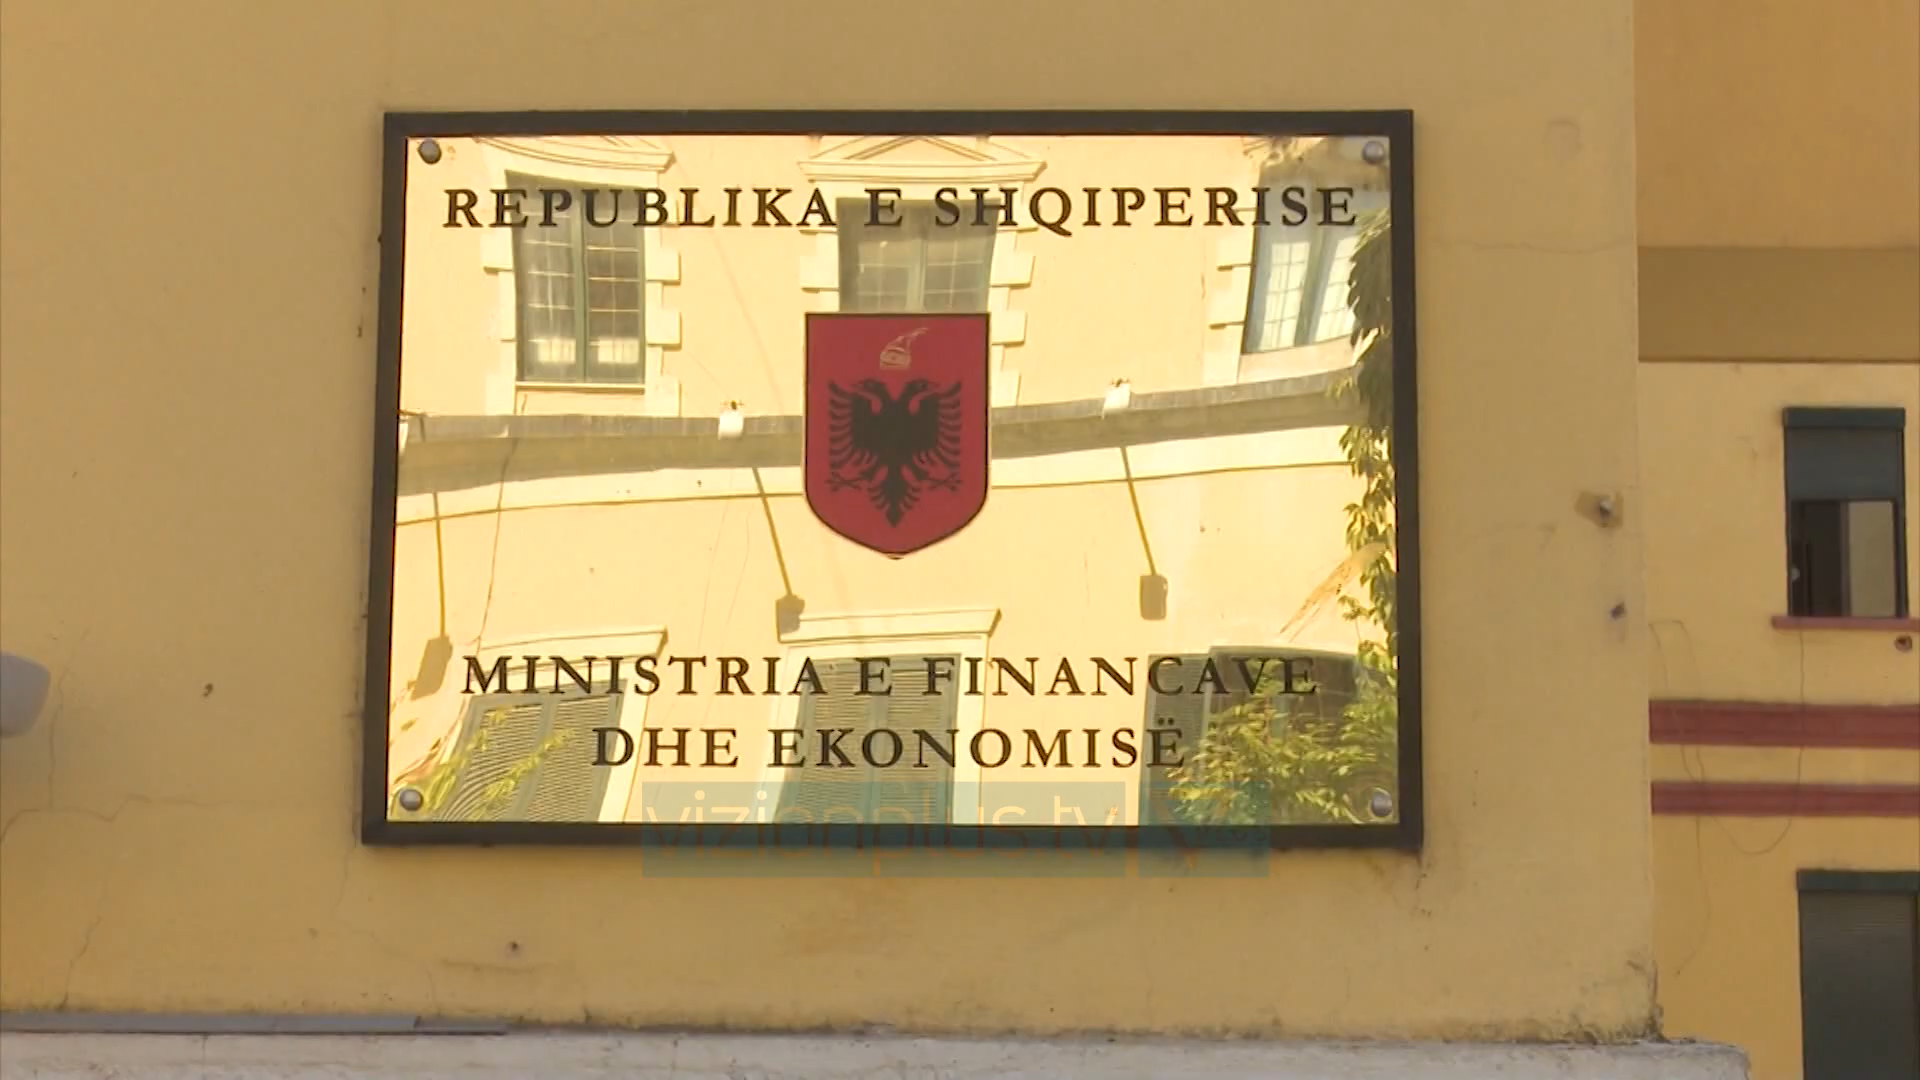 REPUBLIKA E SHQIPERISE
MINISTRIA E FINANCAVE
DHE EKONOMISË
vizionplus.tv